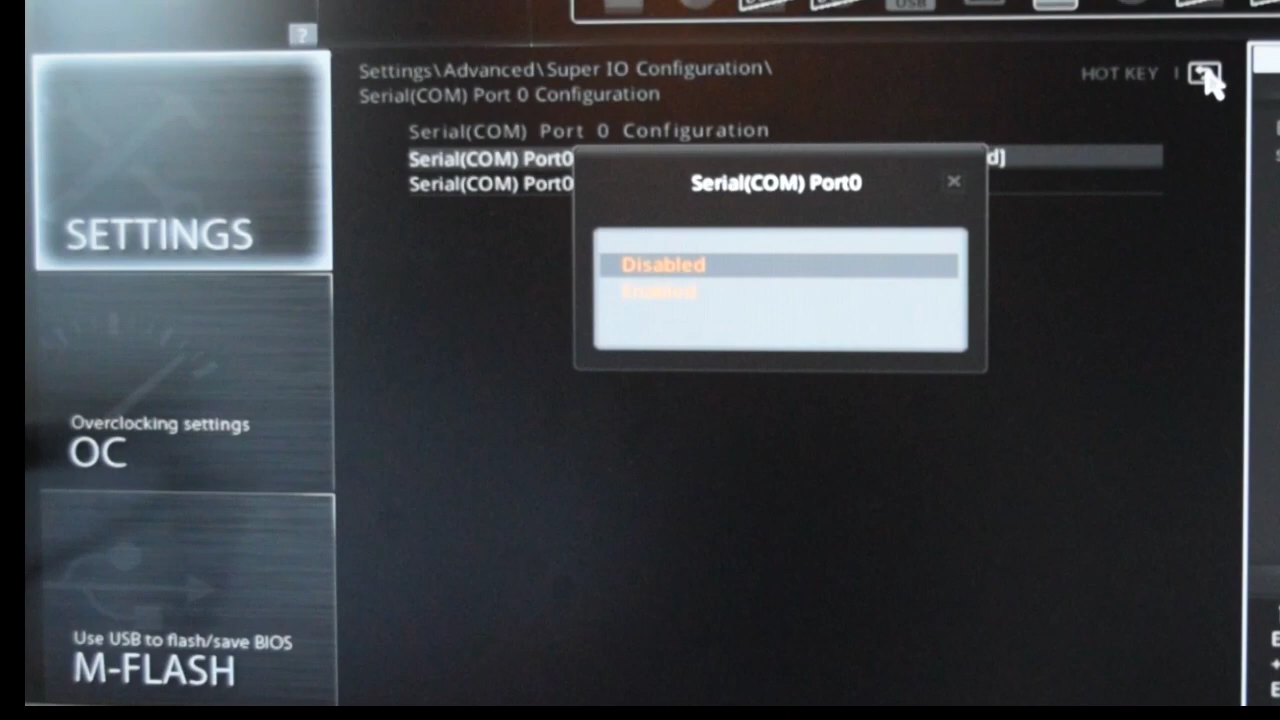 ?
Settings\Advanced\Super IO Configuration\
HOT KEY |
Serial(COM) Port 0 Configuration
Serial(COM) Port 0 Configuration
Serial(COM) Port0 d]
Serial(COM) Port0
Serial(COM) Port0 ×
Disabled
Enabled
SETTINGS
Overclocking settings
OC
Use USB to flash/save BIOS
M-FLASH
USB
E
+
E